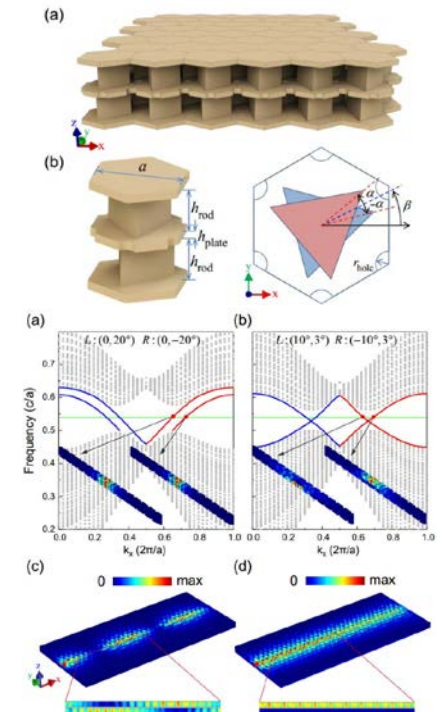 (a)
z
y
x
(b)
a
h_rod
h_plate
h_rod
α
-α
β
r_hole
y
x
(a)
(b)
L:(0,20°) R:(0,-20°)
L:(10°,3°) R:(-10°,3°)
Frequency (c/a)
0.8
0.7
0.6
0.5
0.4
0.3
0.2
0.0 0.2 0.4 0.6 0.8 1.0
0.0 0.2 0.4 0.6 0.8 1.0
k_x (2π/a)
k_x (2π/a)
(c)
0 max
(d)
0 max
z
y
x